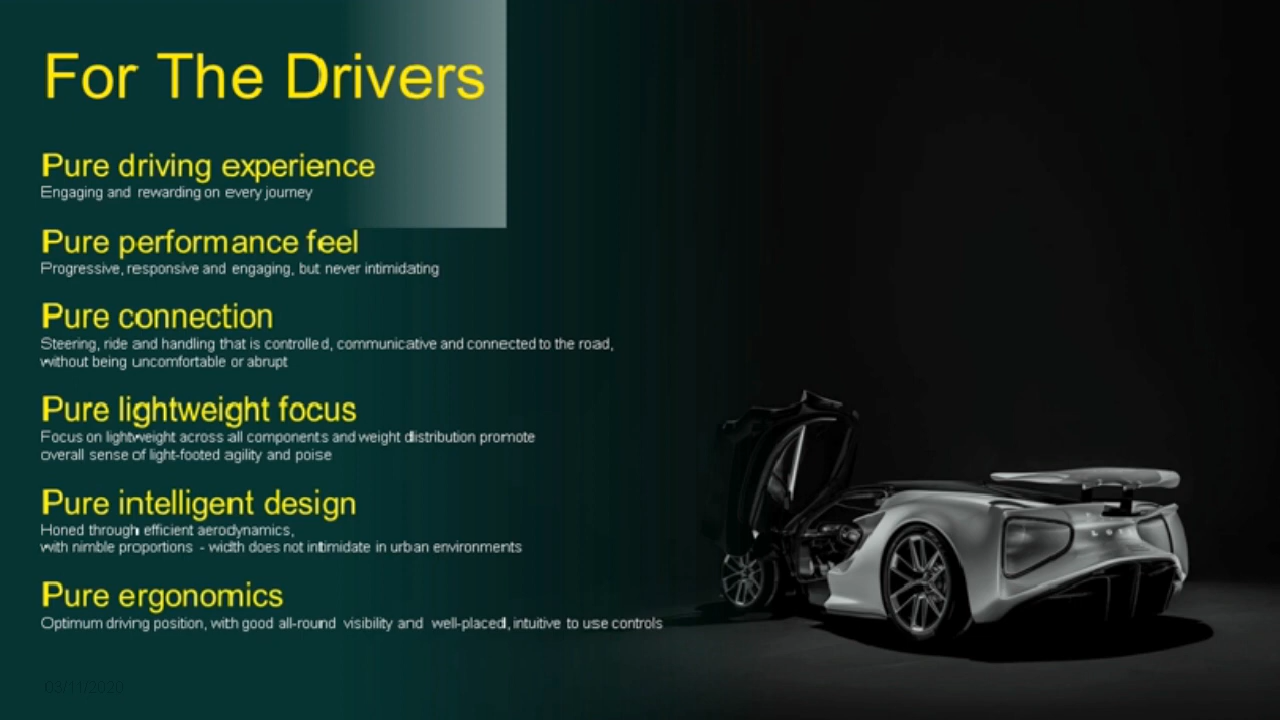 For The Drivers
Pure driving experience
Engaging and rewarding on every journey
Pure performance feel
Progressive, responsive and engaging, but never intimidating
Pure connection
Steering, ride and handling that is controlled, communicative and connected to the road,
without being uncomfortable or abrupt
Pure lightweight focus
Focus on lightweight across all components and weight distribution promote
overall sense of light-footed agility and poise
Pure intelligent design
Honed through efficient aerodynamics,
with nimble proportions - width does not intimidate in urban environments
Pure ergonomics
Optimum driving position, with good all-round visibility and well-placed, intuitive to use controls
03/11/2020